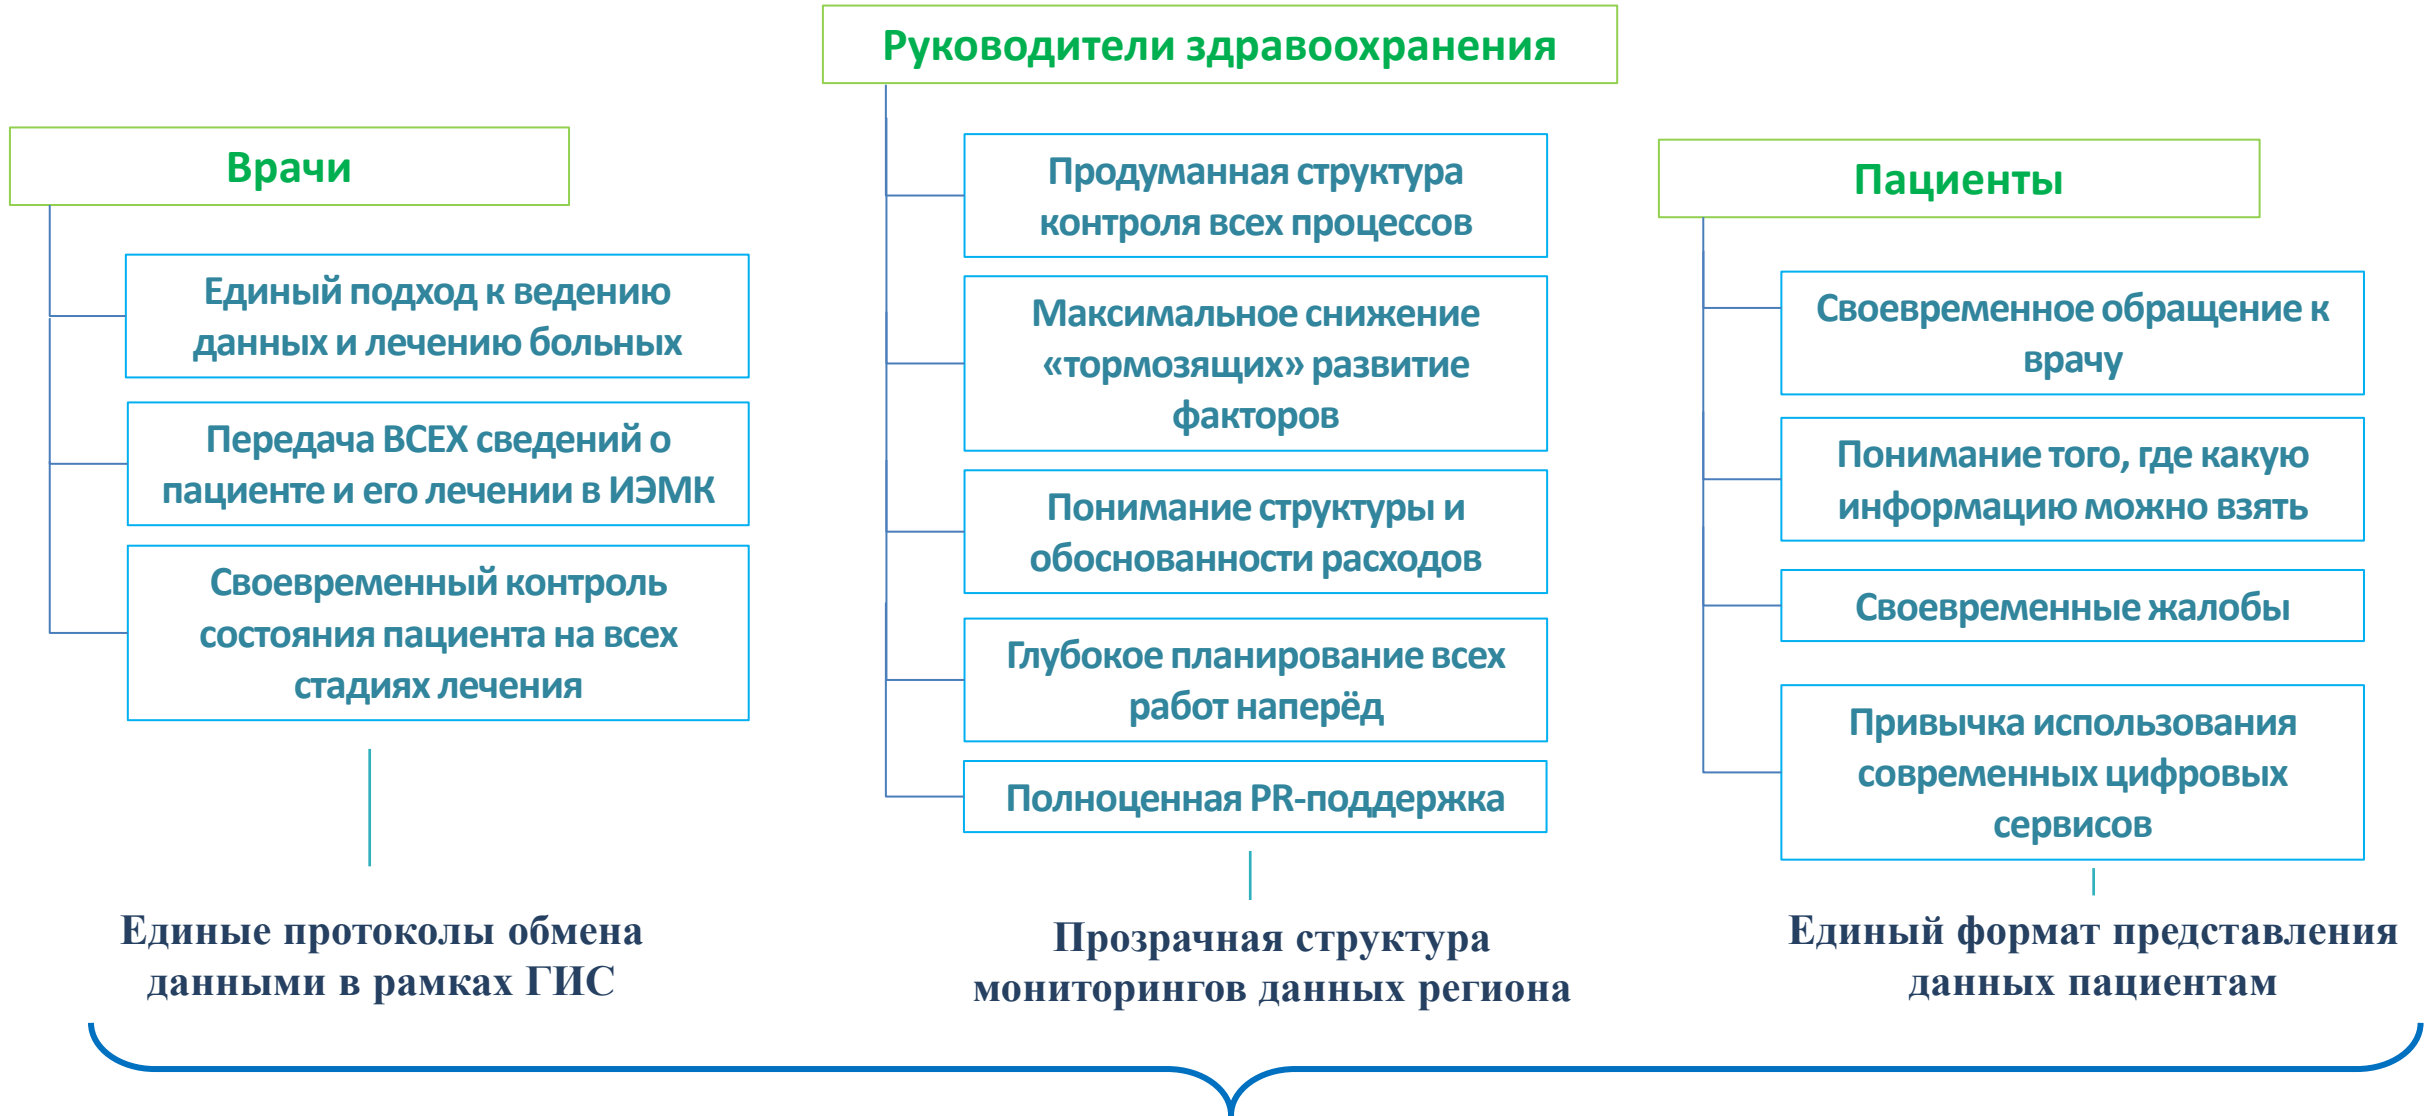 Руководители здравоохранения
Продуманная структура
контроля всех процессов
Максимальное снижение
«тормозящих» развитие
факторов
Понимание структуры и
обоснованности расходов
Глубокое планирование всех
работ наперёд
Полноценная PR-поддержка
Прозрачная структура
мониторингов данных региона
Врачи
Единый подход к ведению
данных и лечению больных
Передача ВСЕХ сведений о
пациенте и его лечении в ИЭМК
Своевременный контроль
состояния пациента на всех
стадиях лечения
Единые протоколы обмена
данными в рамках ГИС
Пациенты
Своевременное обращение к
врачу
Понимание того, где какую
информацию можно взять
Своевременные жалобы
Привычка использования
современных цифровых
сервисов
Единый формат представления
данных пациентам